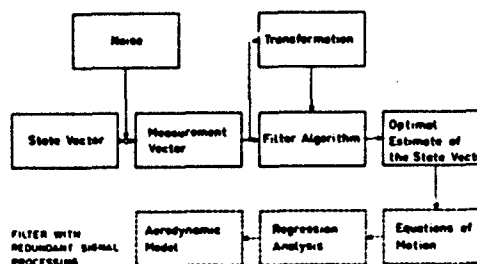 Noise
Transformation
State Vector
Measurement
Vector
Filter Algorithm
Optimal
Estimate
of the State Vect
FILTER WITH
REDUNDANT SIGNAL
PROCESSING
Aerodynamic
Model
Regression
Analysis
Equations of
Motion